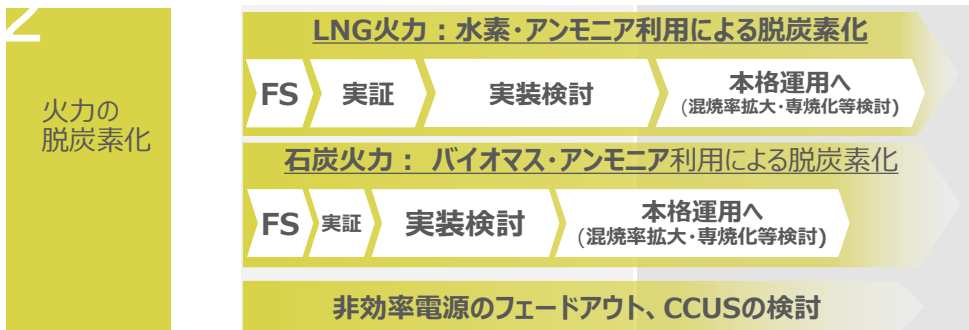 2
火力の
脱炭素化
LNG火力：水素・アンモニア利用による脱炭素化
FS 実証 実装検討 本格運用へ
(混焼率拡大・専焼化等検討)
石炭火力： バイオマス・アンモニア利用による脱炭素化
FS 実証 実装検討 本格運用へ
(混焼率拡大・専焼化等検討)
非効率電源のフェードアウト、CCUSの検討